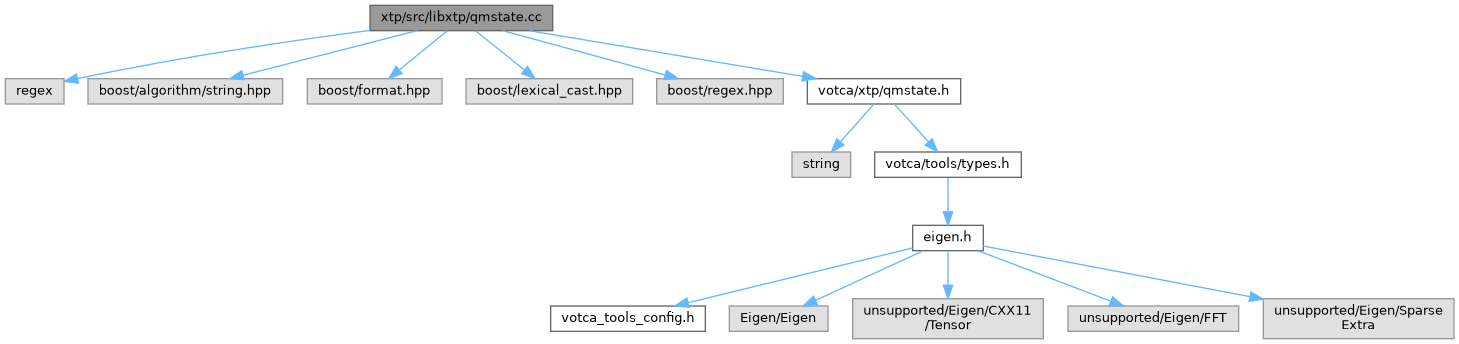 xtp/src/libxtp/qmstate.cc
regex
boost/algorithm/string.hpp
boost/format.hpp
boost/lexical_cast.hpp
boost/regex.hpp
votca/xtp/qmstate.h
string
votca/tools/types.h
eigen.h
votca_tools_config.h
Eigen/Eigen
unsupported/Eigen/CXX11
/Tensor
unsupported/Eigen/FFT
unsupported/Eigen/Sparse
Extra